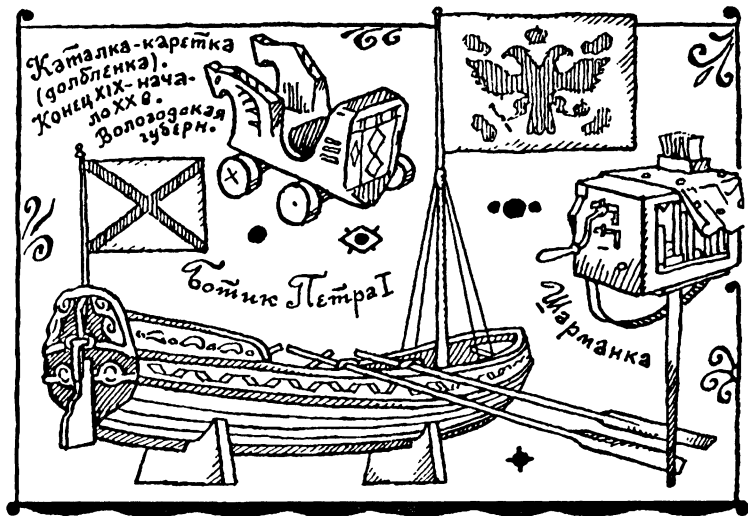 Каталка-каретка
(долбленка).
Конец XIX-нача-
ло XX в.
Вологодская
губерн.
Ботик Петра I
Шарманка